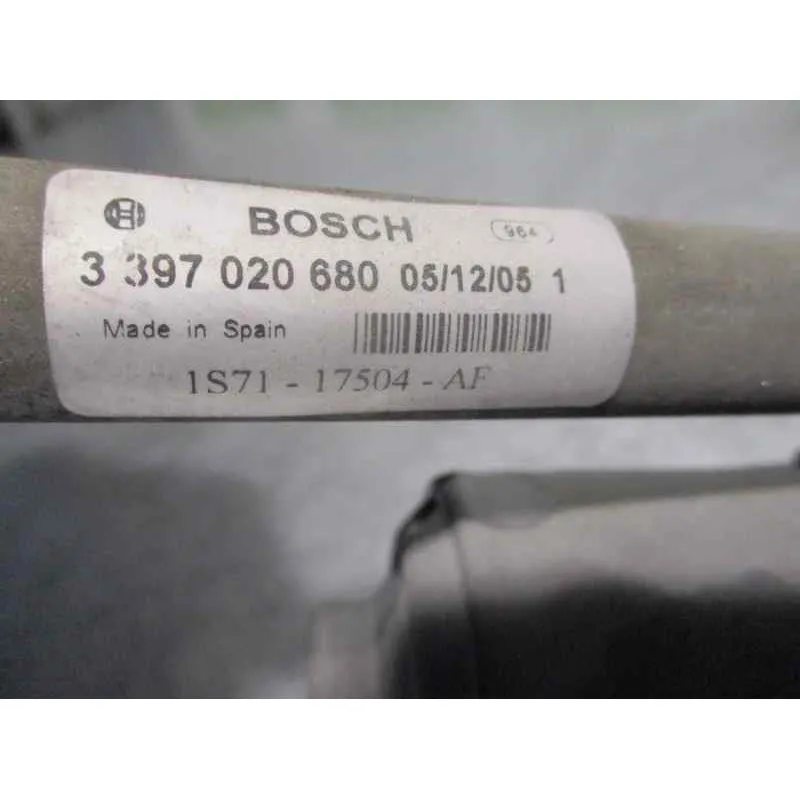 BOSCH 964
3 397 020 680 05/12/05 1
Made in Spain
1S71 - 17504 - AF